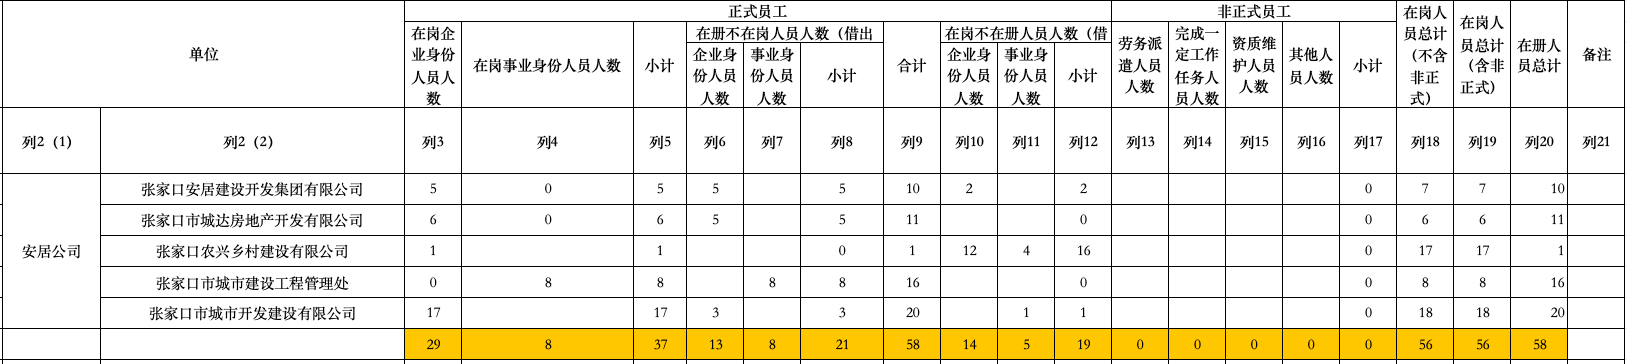 单位 正式员工 非正式员工 在岗人员总计（不含非正式） 在岗人员总计（含非正式） 在册人员总计 备注
在岗企业身份人员人数 在岗事业身份人员人数 小计 在册不在岗人员人数（借出 合计 在岗不在册人员人数（借 劳务派遣人员人数 完成一定工作任务人员人数 资质维护人员人数 其他人员人数 小计
企业身份人员人数 事业身份人员人数 小计 企业身份人员人数 事业身份人员人数 小计
列2（1） 列2（2） 列3 列4 列5 列6 列7 列8 列9 列10 列11 列12 列13 列14 列15 列16 列17 列18 列19 列20 列21
张家口安居建设开发集团有限公司 5 0 5 5 5 10 2 2 0 7 7 10
张家口市城达房地产开发有限公司 6 0 6 5 5 11 0 0 6 6 11
安居公司 张家口农兴乡村建设有限公司 1 1 0 1 12 4 16 0 17 17 1
张家口市城市建设工程管理处 0 8 8 8 8 16 0 0 8 8 16
张家口市城市开发建设有限公司 17 17 3 3 20 1 1 0 18 18 20
29 8 37 13 8 21 58 14 5 19 0 0 0 0 0 56 56 58